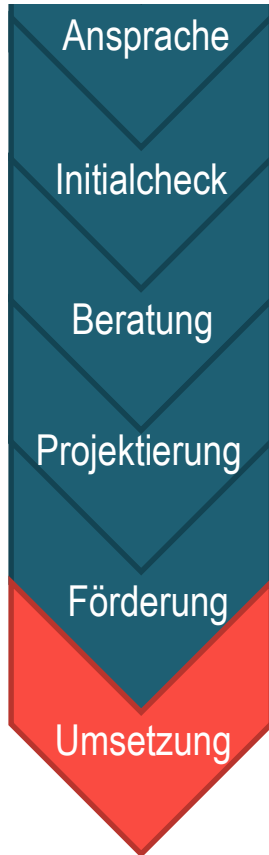 Ansprache
Initialcheck
Beratung
Projektierung
Förderung
Umsetzung